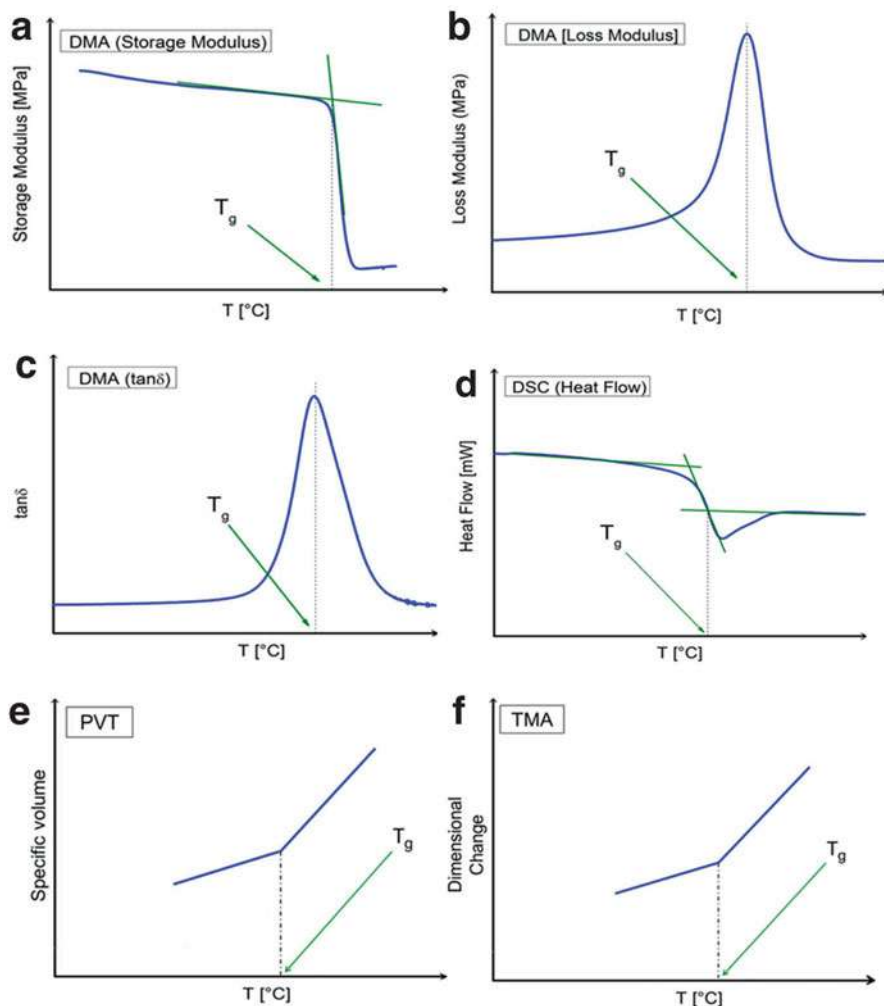 a
DMA (Storage Modulus)
Storage Modulus [MPa]
Tg
T [°C]
b
DMA [Loss Modulus]
Loss Modulus (MPa)
Tg
T [°C]
c
DMA (tanδ)
tanδ
Tg
T [°C]
d
DSC (Heat Flow)
Heat Flow [mW]
Tg
T [°C]
e
PVT
Specific volume
Tg
T [°C]
f
TMA
Dimensional
Change
Tg
T [°C]